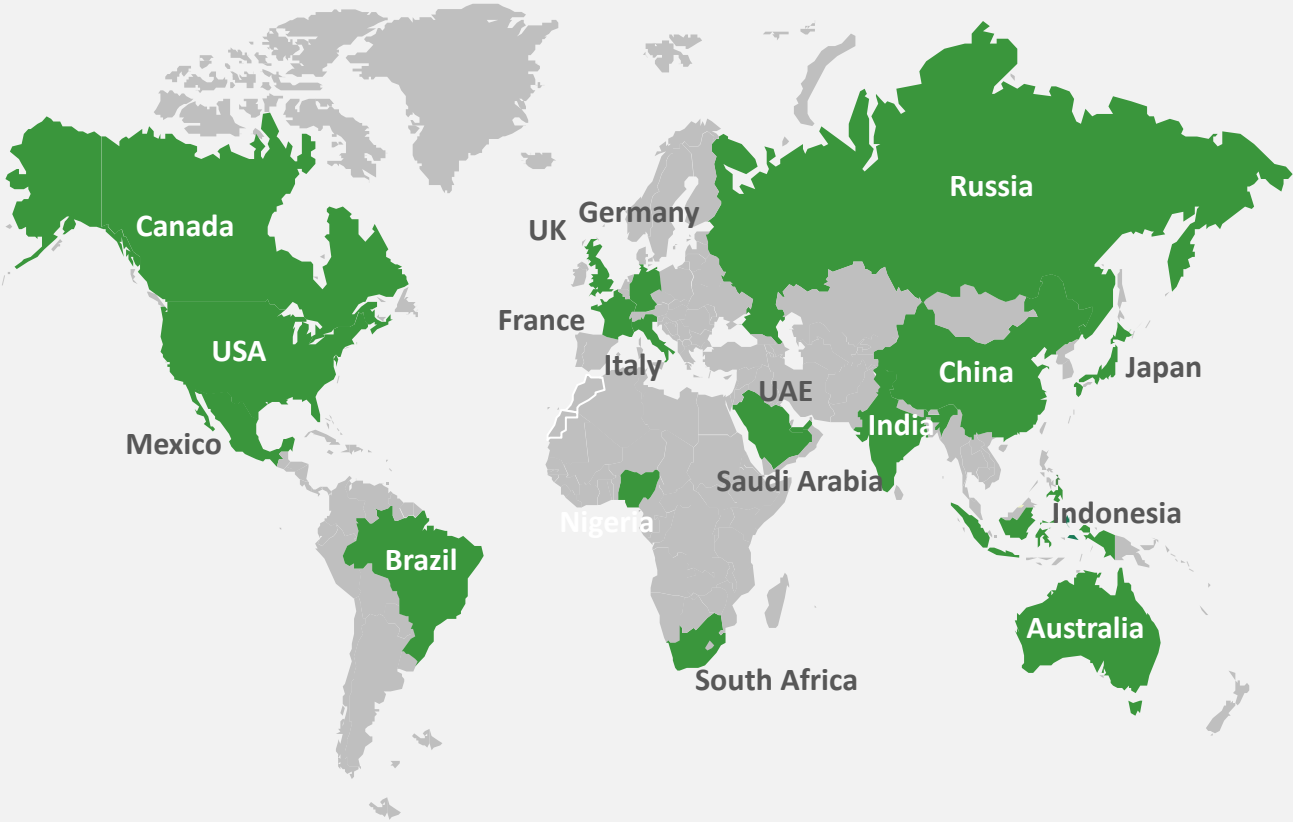 Russia
Germany
Canada
UK
France
USA
Italy
China
Japan
UAE
India
Mexico
Saudi Arabia
Indonesia
Nigeria
Brazil
Australia
South Africa